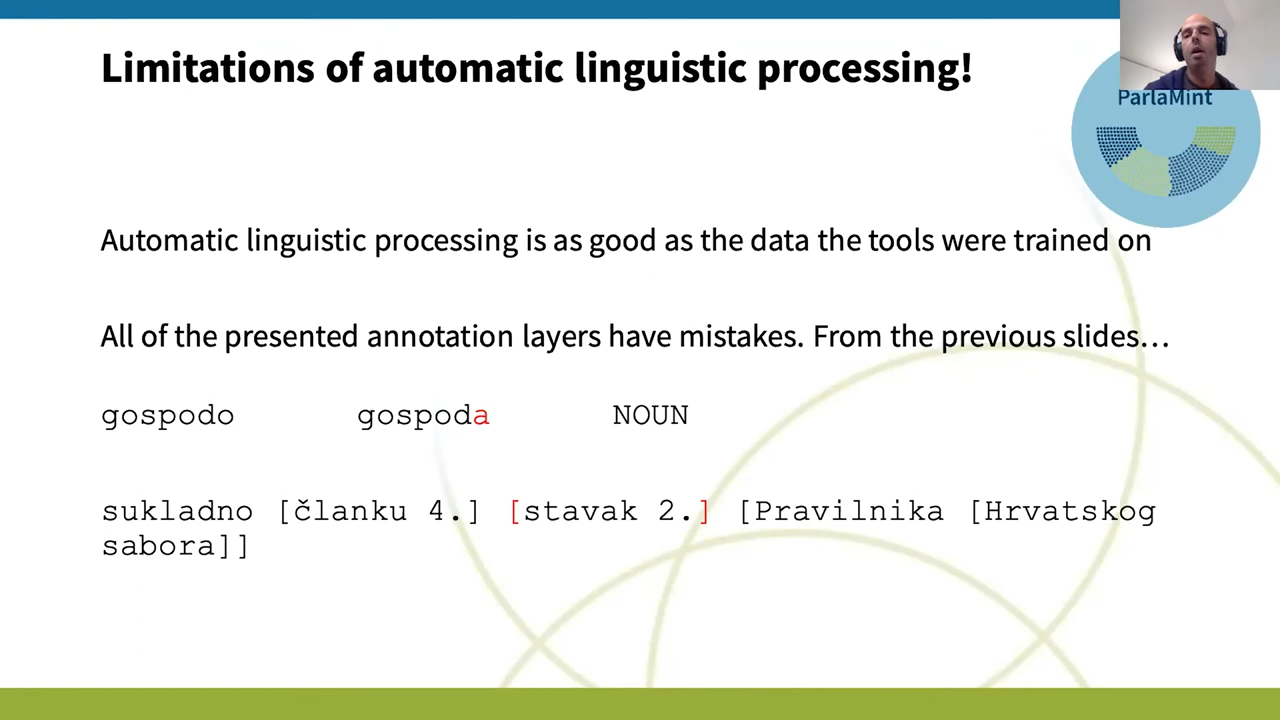 Limitations of automatic linguistic processing!
ParlaMint
Automatic linguistic processing is as good as the data the tools were trained on
All of the presented annotation layers have mistakes. From the previous slides…
gospodo gospoda NOUN
sukladno [članku 4.] [stavak 2.] [Pravilnika [Hrvatskog
sabora]]